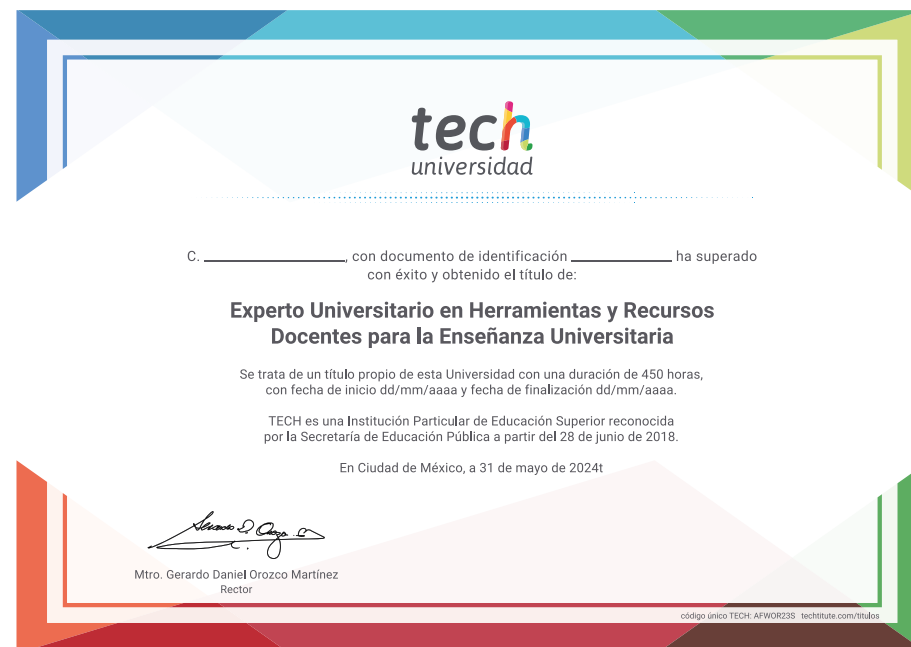 tech
universidad
C. ____________, con documento de identificación ____________ ha superado
con éxito y obtenido el título de:
Experto Universitario en Herramientas y Recursos
Docentes para la Enseñanza Universitaria
Se trata de un título propio de esta Universidad con una duración de 450 horas,
con fecha de inicio dd/mm/aaaa y fecha de finalización dd/mm/aaaa.
TECH es una Institución Particular de Educación Superior reconocida
por la Secretaría de Educación Pública a partir del 28 de junio de 2018.
En Ciudad de México, a 31 de mayo de 2024t
Mtro. Gerardo Daniel Orozco Martínez
Rector
código único TECH: AFWOR23S techtitute.com/titulos